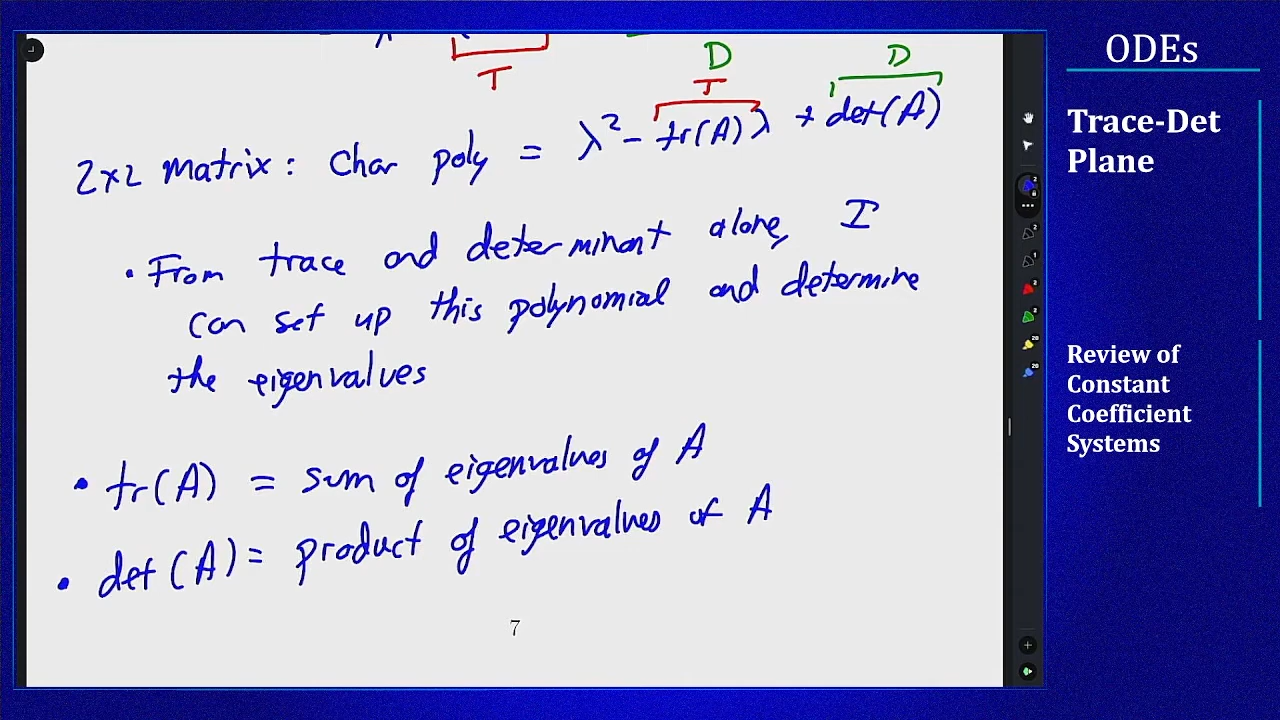 T
D
T
D
2x2 Matrix: Char poly = λ² - tr(A)λ + det(A)
• From trace and determinant alone, I
can set up this polynomial and determine
the eigenvalues
• tr(A) = sum of eigenvalues of A
• det(A) = product of eigenvalues of A
7
ODEs
Trace-Det
Plane
Review of
Constant
Coefficient
Systems